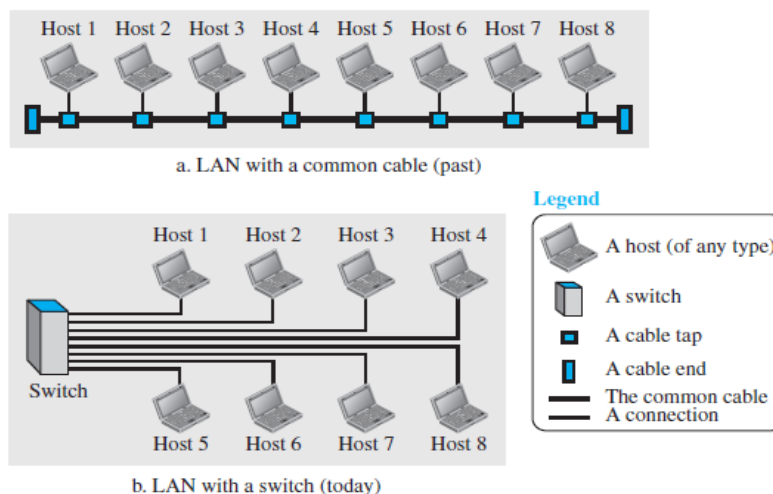 Host 1 Host 2 Host 3 Host 4 Host 5 Host 6 Host 7 Host 8
a. LAN with a common cable (past)
Host 1 Host 2 Host 3 Host 4
Switch
Host 5 Host 6 Host 7 Host 8
b. LAN with a switch (today)
Legend
A host (of any type)
A switch
A cable tap
A cable end
The common cable
A connection